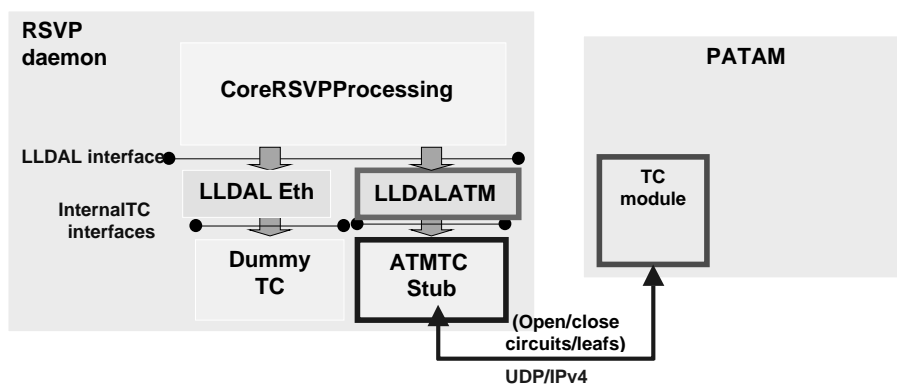 RSVP
daemon
PATAM
CoreRSVPProcessing
LLDAL interface
LLDAL Eth
LLDALATM
TC
module
InternalTC
interfaces
Dummy
TC
ATMTC
Stub
(Open/close
circuits/leafs)
UDP/IPv4